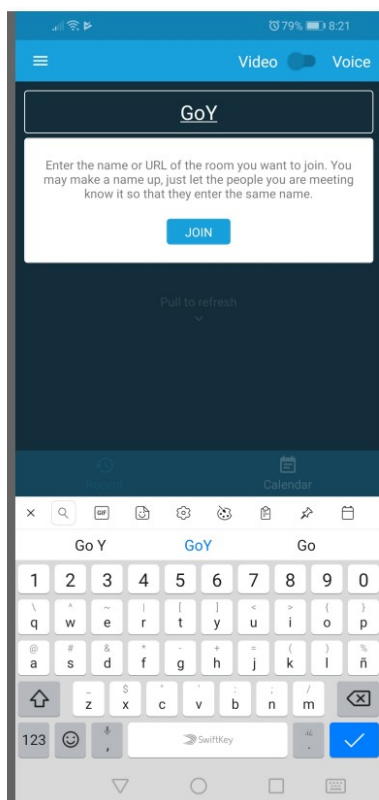 79% 8:21
Video Voice
GoY
Enter the name or URL of the room you want to join. You
may make a name up, just let the people you are meeting
know it so that they enter the same name.
JOIN
Pull to refresh
Recent Calendar
GIF
Go Y GoY Go
1 2 3 4 5 6 7 8 9 0
\ ^ ~ | [ ] < > { }
q w e r t y u i o p
@ # & * - + = ( ) %
a s d f g h j k l ñ
_ $ " ' : ; /
z x c v b n m
123 , SwiftKey .